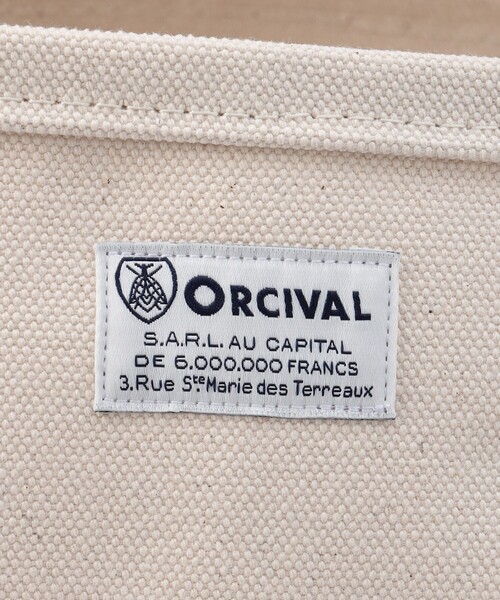 ORCIVAL
S.A.R.L. AU CAPITAL
DE 6.000.000 FRANCS
3.Rue Ste Marie des Terreaux